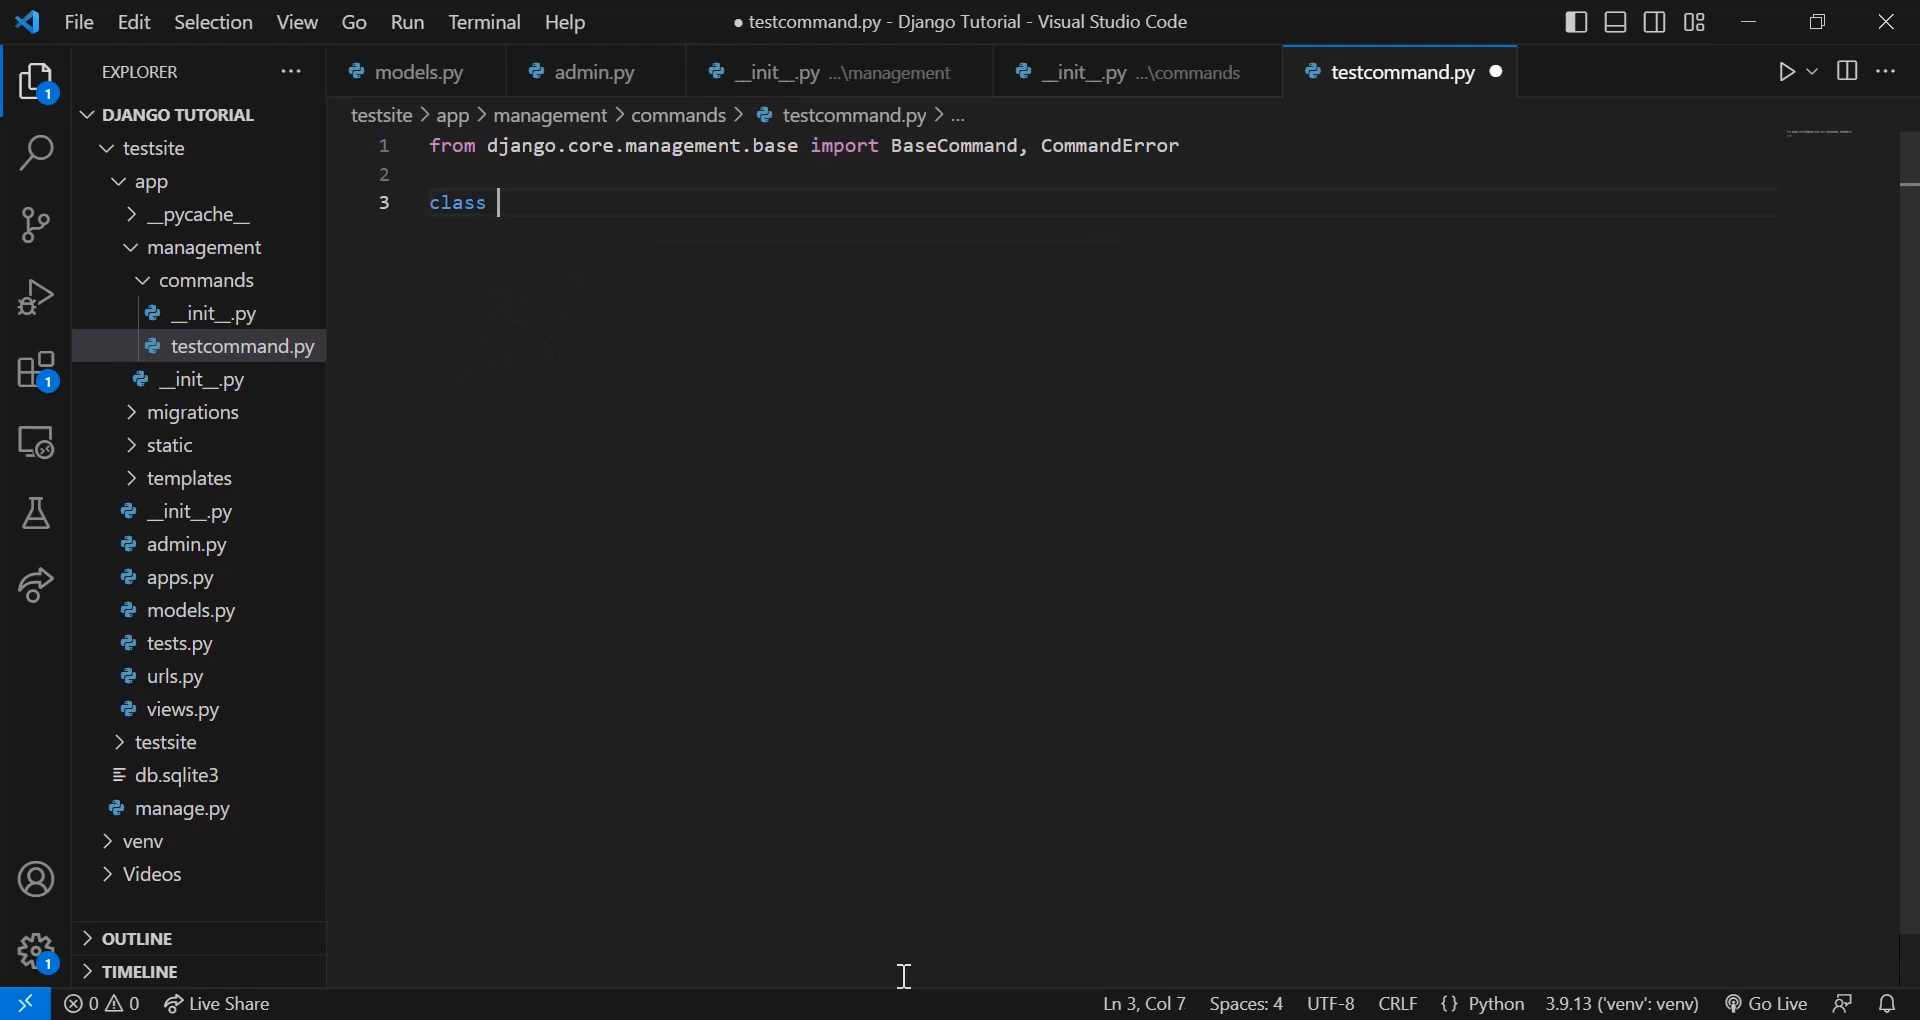 File Edit Selection View Go Run Terminal Help
● testcommand.py - Django Tutorial - Visual Studio Code
EXPLORER
models.py
admin.py
__init__.py ...\management
__init__.py ...\commands
testcommand.py
DJANGO TUTORIAL
testsite > app > management > commands > testcommand.py > ...
testsite
app
__pycache__
management
commands
__init__.py
testcommand.py
__init__.py
migrations
static
templates
__init__.py
admin.py
apps.py
models.py
tests.py
urls.py
views.py
testsite
db.sqlite3
manage.py
venv
Videos
OUTLINE
TIMELINE
1 from django.core.management.base import BaseCommand, CommandError
2
3 class
1
1
1
0 0 Live Share
Ln 3, Col 7 Spaces: 4 UTF-8 CRLF {} Python 3.9.13 ('venv': venv) Go Live